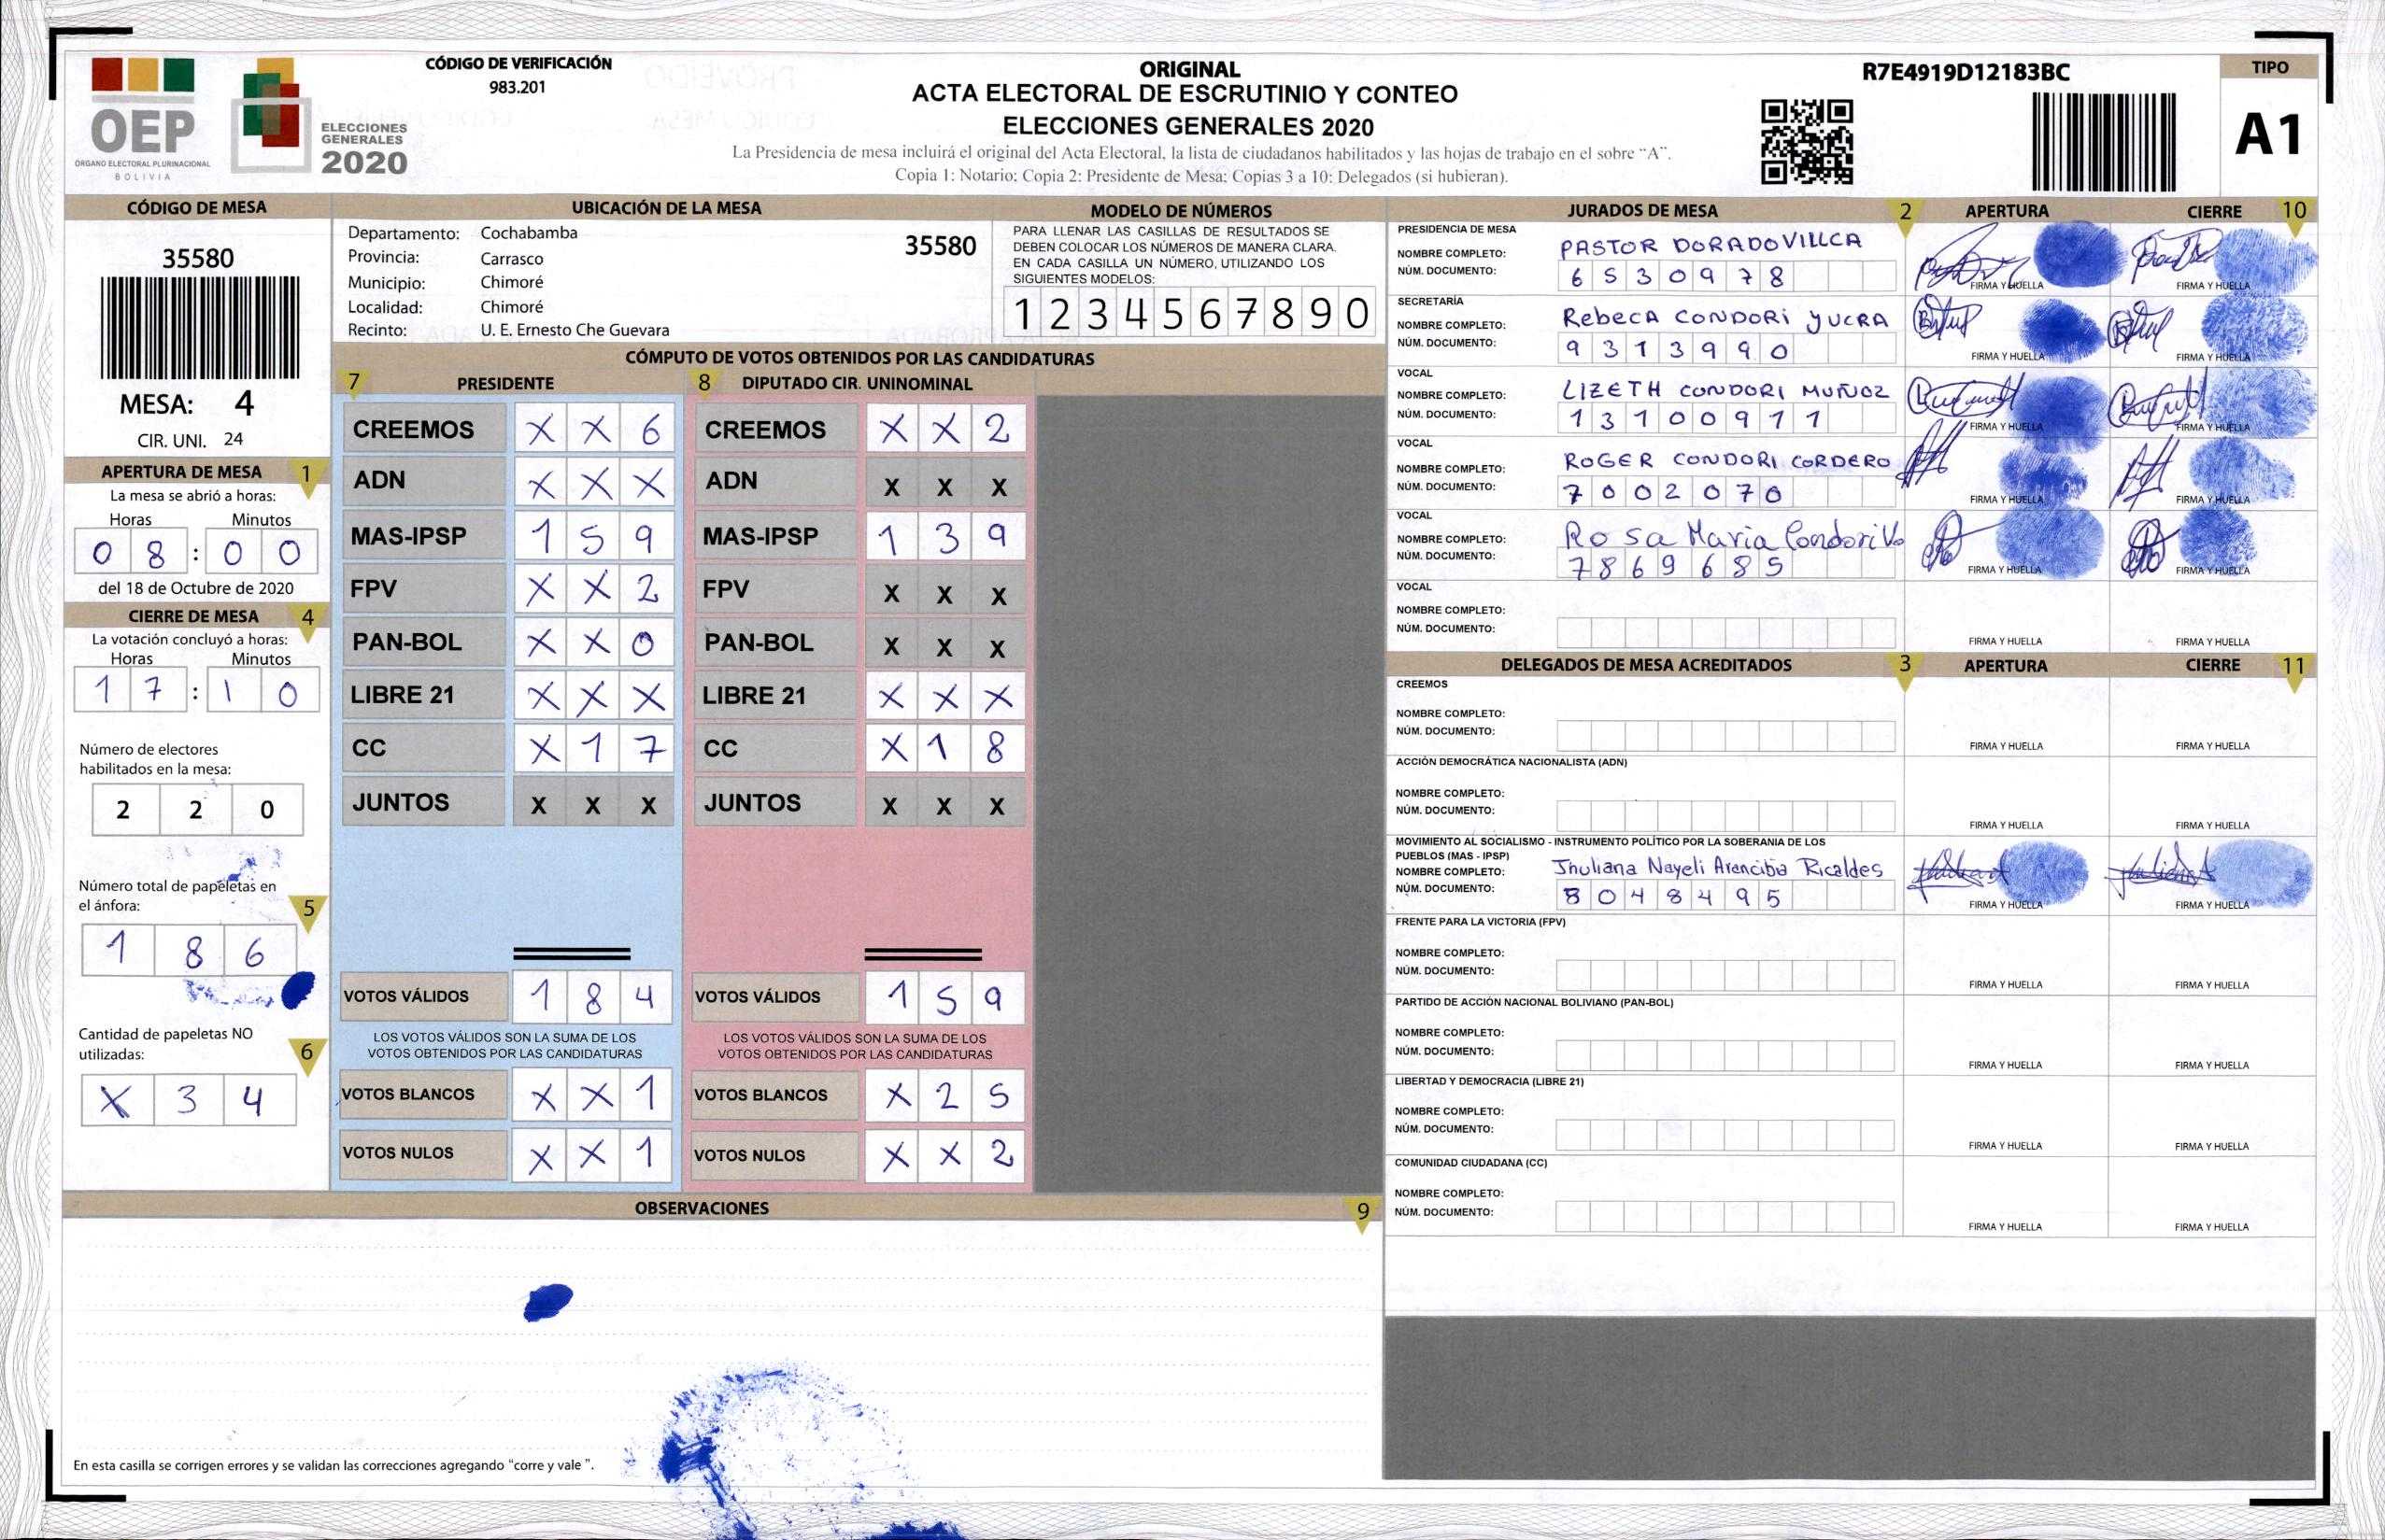 OEP
ÓRGANO ELECTORAL PLURINACIONAL
BOLIVIA
ELECCIONES
GENERALES
2020
CÓDIGO DE VERIFICACIÓN
983.201
ORIGINAL
ACTA ELECTORAL DE ESCRUTINIO Y CONTEO
ELECCIONES GENERALES 2020
La Presidencia de mesa incluirá el original del Acta Electoral, la lista de ciudadanos habilitados y las hojas de trabajo en el sobre “A”.
Copia 1: Notario; Copia 2: Presidente de Mesa; Copias 3 a 10: Delegados (si hubieran).
R7E4919D12183BC
TIPO
A1
CÓDIGO DE MESA
35580
MESA: 4
CIR. UNI. 24
APERTURA DE MESA 1
La mesa se abrió a horas:
Horas Minutos
0 8 : 0 0
del 18 de Octubre de 2020
CIERRE DE MESA 4
La votación concluyó a horas:
Horas Minutos
1 7 : 1 0
Número de electores
habilitados en la mesa:
2 2 0
Número total de papeletas en
el ánfora: 5
1 8 6
Cantidad de papeletas NO
utilizadas: 6
X 3 4
UBICACIÓN DE LA MESA
Departamento: Cochabamba
35580
Provincia: Carrasco
Municipio: Chimoré
Localidad: Chimoré
Recinto: U. E. Ernesto Che Guevara
MODELO DE NÚMEROS
PARA LLENAR LAS CASILLAS DE RESULTADOS SE
DEBEN COLOCAR LOS NÚMEROS DE MANERA CLARA.
EN CADA CASILLA UN NÚMERO, UTILIZANDO LOS
SIGUIENTES MODELOS:
1 2 3 4 5 6 7 8 9 0
CÓMPUTO DE VOTOS OBTENIDOS POR LAS CANDIDATURAS
7 PRESIDENTE 8 DIPUTADO CIR. UNINOMINAL
CREEMOS X X 6 CREEMOS X X 2
ADN X X X ADN X X X
MAS-IPSP 1 5 9 MAS-IPSP 1 3 9
FPV X X 2 FPV X X X
PAN-BOL X X 0 PAN-BOL X X X
LIBRE 21 X X X LIBRE 21 X X X
CC X 1 7 CC X 1 8
JUNTOS X X X JUNTOS X X X
VOTOS VÁLIDOS 1 8 4 VOTOS VÁLIDOS 1 5 9
LOS VOTOS VÁLIDOS SON LA SUMA DE LOS LOS VOTOS VÁLIDOS SON LA SUMA DE LOS
VOTOS OBTENIDOS POR LAS CANDIDATURAS VOTOS OBTENIDOS POR LAS CANDIDATURAS
VOTOS BLANCOS X X 1 VOTOS BLANCOS X 2 5
VOTOS NULOS X X 1 VOTOS NULOS X X 2
OBSERVACIONES 9
En esta casilla se corrigen errores y se validan las correcciones agregando “corre y vale ”.
JURADOS DE MESA 2 APERTURA CIERRE 10
PRESIDENCIA DE MESA
NOMBRE COMPLETO: PASTOR DORADO VILLCA
NÚM. DOCUMENTO: 6 5 3 0 9 7 8
FIRMA Y HUELLA FIRMA Y HUELLA
SECRETARÍA
NOMBRE COMPLETO: RebecA CONDORi yUCRA
NÚM. DOCUMENTO: 9 3 1 3 9 9 0
FIRMA Y HUELLA FIRMA Y HUELLA
VOCAL
NOMBRE COMPLETO: LIZETH CONDORI MUÑOZ
NÚM. DOCUMENTO: 1 3 1 0 0 9 1 1
FIRMA Y HUELLA FIRMA Y HUELLA
VOCAL
NOMBRE COMPLETO: ROGER CONDORI CORDERO
NÚM. DOCUMENTO: 7 0 0 2 0 7 0
FIRMA Y HUELLA FIRMA Y HUELLA
VOCAL
NOMBRE COMPLETO: Rosa Maria Condori
NÚM. DOCUMENTO: 7 8 6 9 6 8 5
FIRMA Y HUELLA FIRMA Y HUELLA
VOCAL
NOMBRE COMPLETO:
NÚM. DOCUMENTO:
FIRMA Y HUELLA FIRMA Y HUELLA
DELEGADOS DE MESA ACREDITADOS 3 APERTURA CIERRE 11
CREEMOS
NOMBRE COMPLETO:
NÚM. DOCUMENTO:
FIRMA Y HUELLA FIRMA Y HUELLA
ACCIÓN DEMOCRÁTICA NACIONALISTA (ADN)
NOMBRE COMPLETO:
NÚM. DOCUMENTO:
FIRMA Y HUELLA FIRMA Y HUELLA
MOVIMIENTO AL SOCIALISMO - INSTRUMENTO POLÍTICO POR LA SOBERANIA DE LOS
PUEBLOS (MAS - IPSP)
NOMBRE COMPLETO: Jhuliana Nayeli Arancibia Ricaldes
NÚM. DOCUMENTO: 8 0 4 8 4 9 5
FIRMA Y HUELLA FIRMA Y HUELLA
FRENTE PARA LA VICTORIA (FPV)
NOMBRE COMPLETO:
NÚM. DOCUMENTO:
FIRMA Y HUELLA FIRMA Y HUELLA
PARTIDO DE ACCIÓN NACIONAL BOLIVIANO (PAN-BOL)
NOMBRE COMPLETO:
NÚM. DOCUMENTO:
FIRMA Y HUELLA FIRMA Y HUELLA
LIBERTAD Y DEMOCRACIA (LIBRE 21)
NOMBRE COMPLETO:
NÚM. DOCUMENTO:
FIRMA Y HUELLA FIRMA Y HUELLA
COMUNIDAD CIUDADANA (CC)
NOMBRE COMPLETO:
NÚM. DOCUMENTO:
FIRMA Y HUELLA FIRMA Y HUELLA